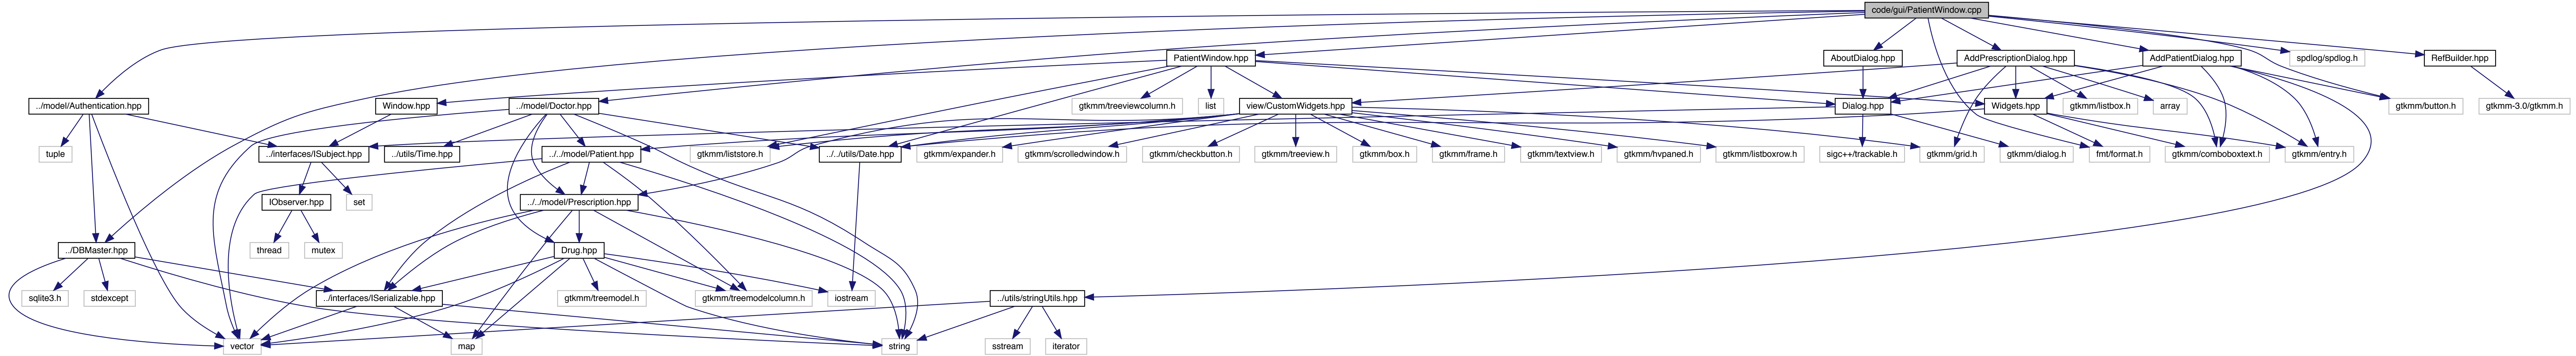 code/gui/PatientWindow.cpp
PatientWindow.hpp
AboutDialog.hpp
AddPrescriptionDialog.hpp
AddPatientDialog.hpp
spdlog/spdlog.h
RefBuilder.hpp
../model/Authentication.hpp
Window.hpp
../model/Doctor.hpp
gtkmm/treeviewcolumn.h
list
view/CustomWidgets.hpp
Dialog.hpp
Widgets.hpp
gtkmm/listbox.h
array
gtkmm/button.h
gtkmm-3.0/gtkmm.h
tuple
../interfaces/ISubject.hpp
../utils/Time.hpp
../../model/Patient.hpp
gtkmm/liststore.h
../../utils/Date.hpp
gtkmm/expander.h
gtkmm/scrolledwindow.h
gtkmm/checkbutton.h
gtkmm/treeview.h
gtkmm/box.h
gtkmm/frame.h
gtkmm/textview.h
gtkmm/hvpaned.h
gtkmm/listboxrow.h
sigc++/trackable.h
gtkmm/grid.h
gtkmm/dialog.h
fmt/format.h
gtkmm/comboboxtext.h
gtkmm/entry.h
IObserver.hpp
set
../../model/Prescription.hpp
../DBMaster.hpp
thread
mutex
Drug.hpp
sqlite3.h
stdexcept
../interfaces/ISerializable.hpp
gtkmm/treemodel.h
gtkmm/treemodelcolumn.h
iostream
../utils/stringUtils.hpp
vector
map
string
sstream
iterator